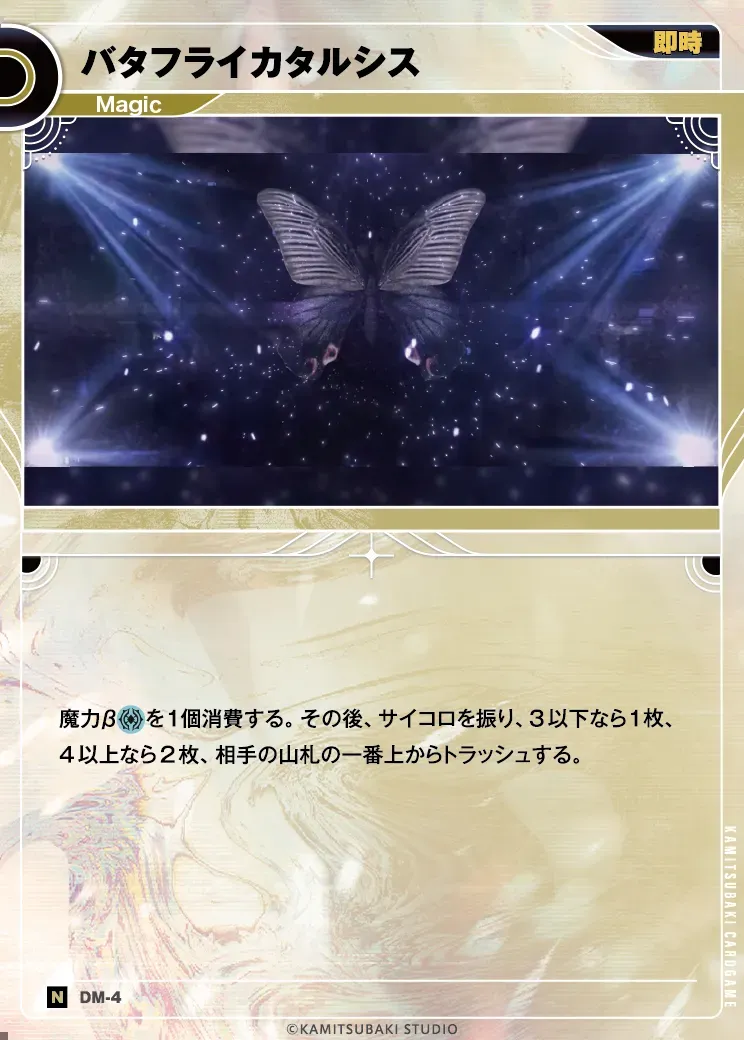 バタフライカタルシス
即時
Magic
魔力β を1個消費する。その後、サイコロを振り、3以下なら1枚、
4以上なら2枚、相手の山札の一番上からトラッシュする。
KAMITSUBAKI CARDGAME
N DM-4
©KAMITSUBAKI STUDIO